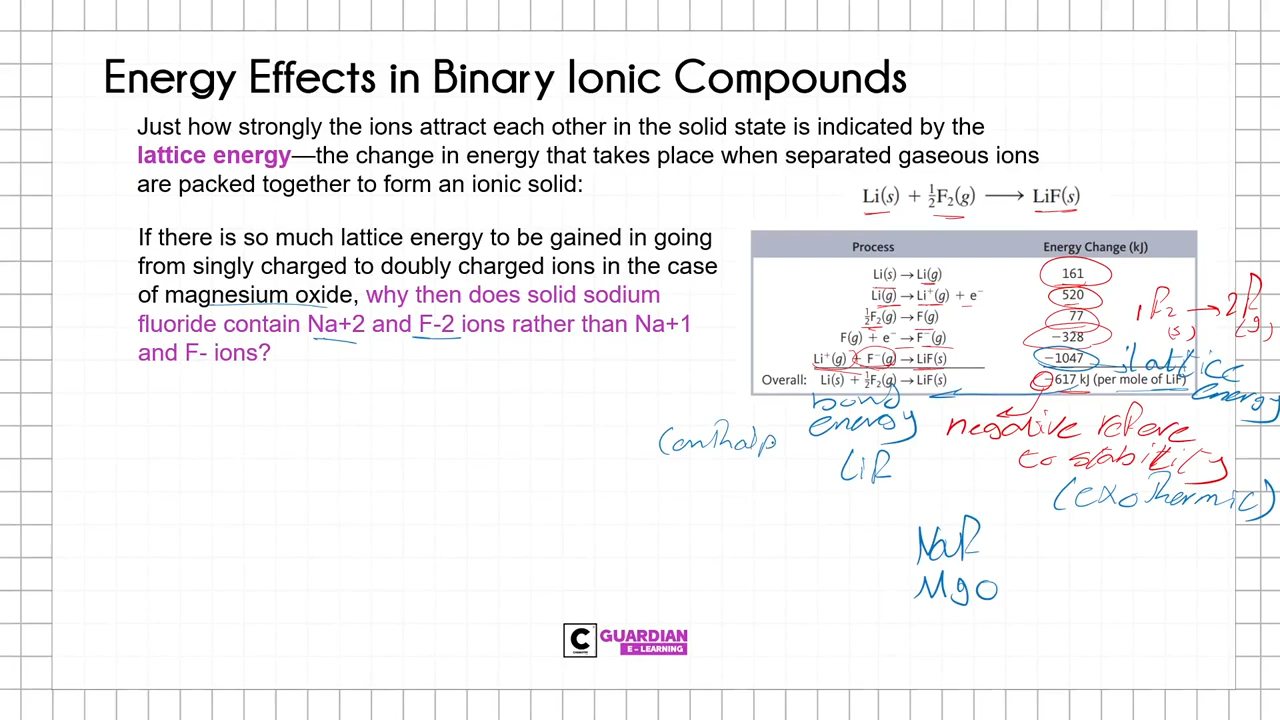 Energy Effects in Binary Ionic Compounds
Just how strongly the ions attract each other in the solid state is indicated by the
lattice energy—the change in energy that takes place when separated gaseous ions
are packed together to form an ionic solid:
Li(s) + ½F₂(g) ⟶ LiF(s)
If there is so much lattice energy to be gained in going
from singly charged to doubly charged ions in the case
of magnesium oxide, why then does solid sodium
fluoride contain Na+2 and F-2 ions rather than Na+1
and F- ions?
Process Energy Change (kJ)
Li(s) → Li(g) 161
Li(g) → Li⁺(g) + e⁻ 520
½F₂(g) → F(g) 77
F(g) + e⁻ → F⁻(g) −328
Li⁺(g) + F⁻(g) → LiF(s) −1047
Overall: Li(s) + ½F₂(g) → LiF(s) −617 kJ (per mole of LiF)
1F₂ → 2F
(s) (g)
lattice
energy
bond
energy
LiF
negative refere
to stability
(exothermic)
(enthalp
NaF
MgO
C
CHEMISTRY
GUARDIAN
E - LEARNING